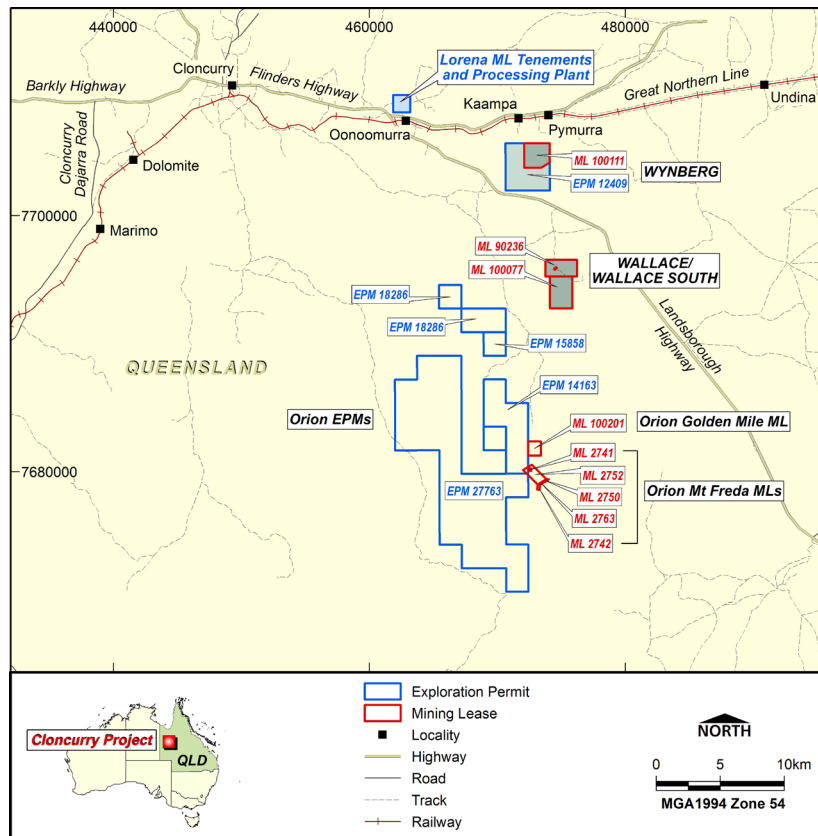 440000
460000
480000
Lorena ML Tenements
and Processing Plant
Cloncurry
Flinders Highway
Barkly Highway
Great Northern Line
Kaampa
Undina
Oonoomurra
Pymurra
Cloncurry
Dajarra Road
Dolomite
ML 100111
EPM 12409
WYNBERG
7700000
Marimo
ML 90236
ML 100077
WALLACE/
WALLACE SOUTH
EPM 18286
EPM 18286
EPM 15858
Landsborough
Highway
QUEENSLAND
EPM 14163
Orion EPMs
ML 100201
Orion Golden Mile ML
ML 2741
7680000
ML 2752
EPM 27763
ML 2750
Orion Mt Freda MLs
ML 2763
ML 2742
Cloncurry Project
QLD
Exploration Permit
Mining Lease
Locality
Highway
Road
Track
Railway
NORTH
0 5 10km
MGA1994 Zone 54